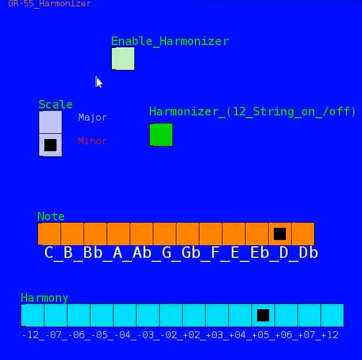 GR-55_Harmonizer
Enable_Harmonizer
Scale
Harmonizer_(12_String_on_/off)
Major
Minor
Note
C_B_Bb_A_Ab_G_Gb_F_E_Eb_D_Db
Harmony
-12_-07_-06_-05_-04_-03_-02_+02_+03_+04_+05_+06_+07_+12